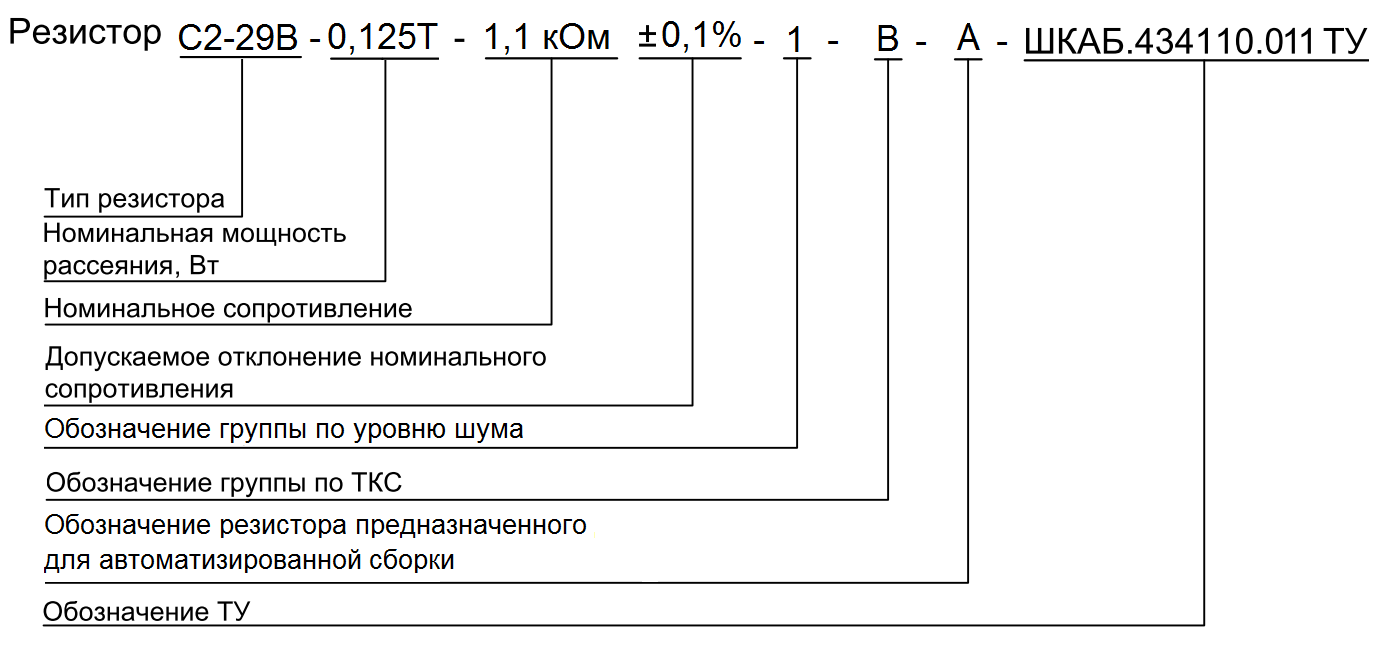 Резистор С2-29В - 0,125Т - 1,1 кОм ±0,1% - 1 - В - А - ШКАБ.434110.011 ТУ
Тип резистора
Номинальная мощность
рассеяния, Вт
Номинальное сопротивление
Допускаемое отклонение номинального
сопротивления
Обозначение группы по уровню шума
Обозначение группы по ТКС
Обозначение резистора предназначенного
для автоматизированной сборки
Обозначение ТУ